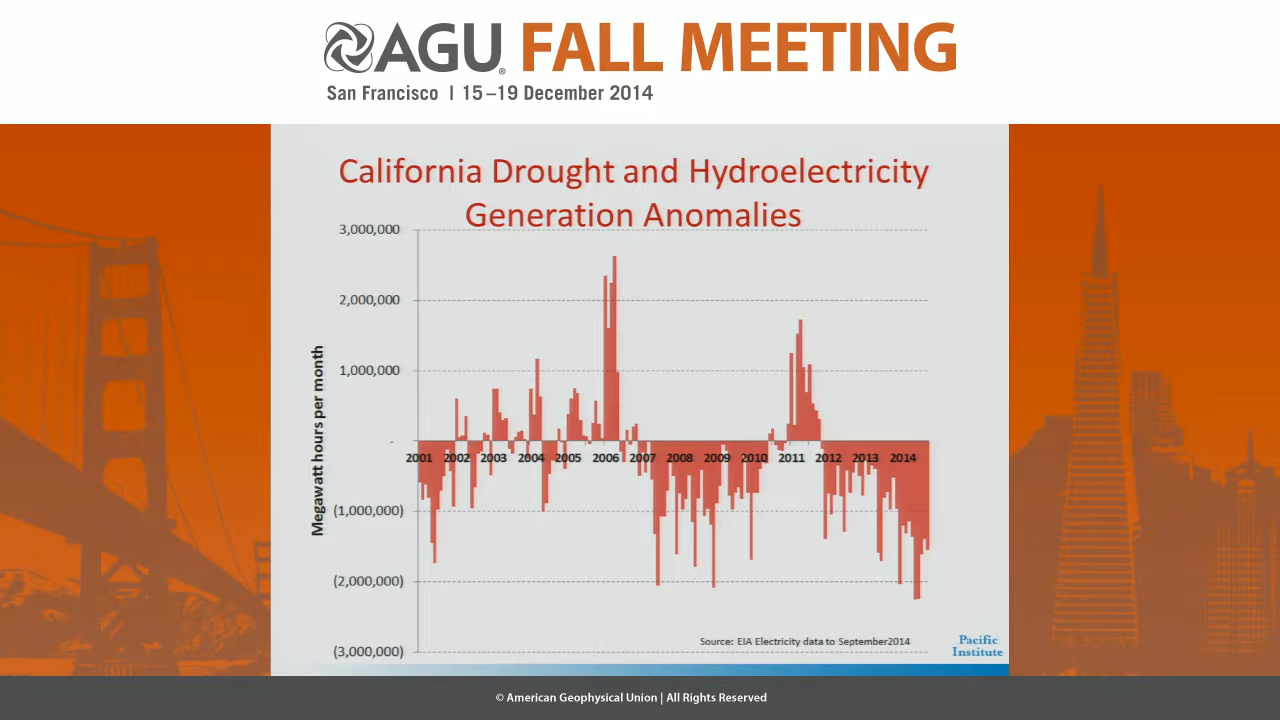 AGU® FALL MEETING
San Francisco | 15–19 December 2014
California Drought and Hydroelectricity
Generation Anomalies
Megawatt hours per month
3,000,000
2,000,000
1,000,000
-
(1,000,000)
(2,000,000)
(3,000,000)
2001 2002 2003 2004 2005 2006 2007 2008 2009 2010 2011 2012 2013 2014
Source: EIA Electricity data to September2014
Pacific
Institute
© American Geophysical Union | All Rights Reserved